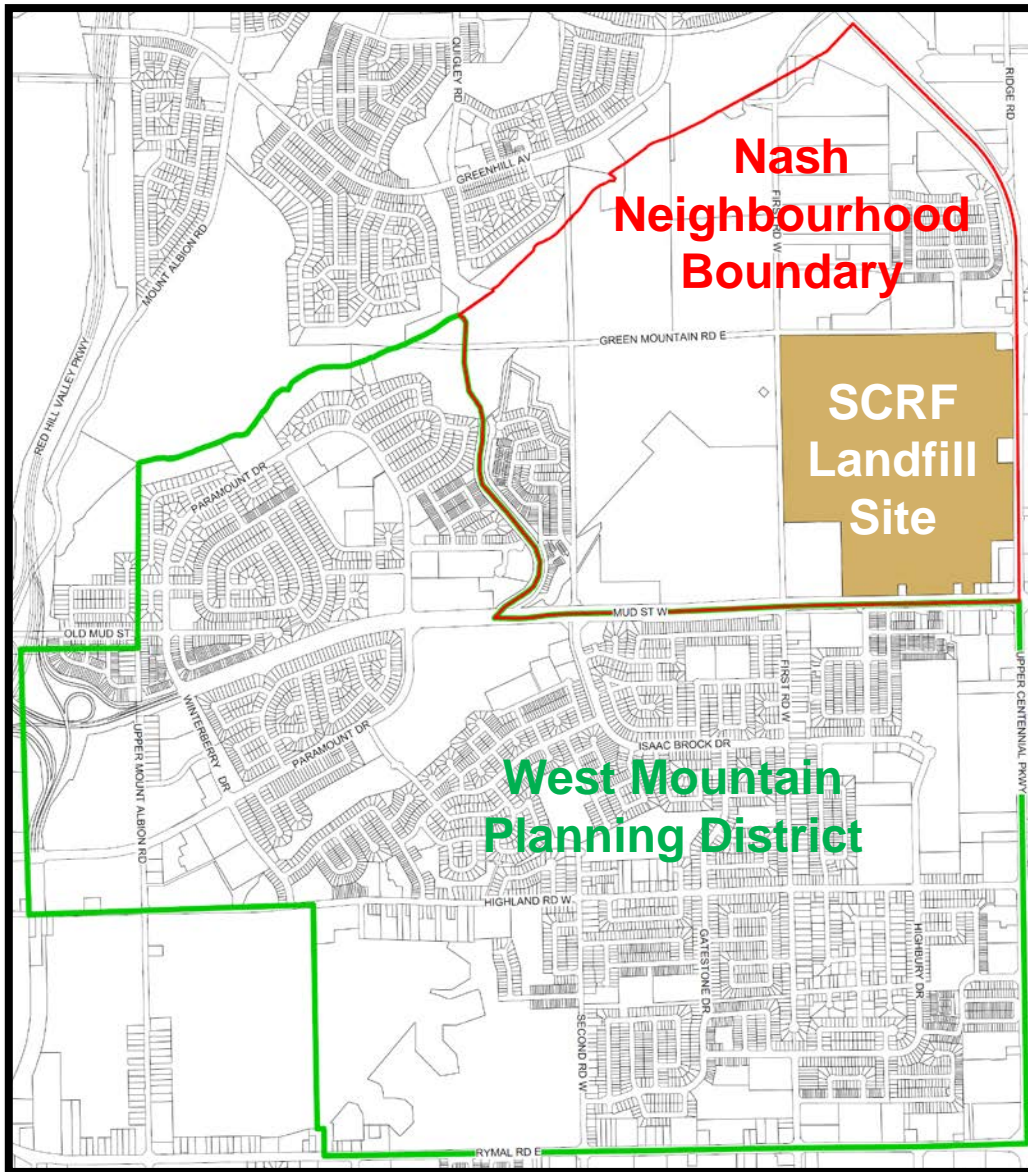 QUIGLEY RD
RIDGE RD
Nash
Neighbourhood
Boundary
GREENHILL AV
FIRST RD W
MOUNT ALBION RD
GREEN MOUNTAIN RD E
RED HILL VALLEY PKWY
SCRF
Landfill
Site
PARAMOUNT DR
MUD ST W
OLD MUD ST
UPPER CENTENNIAL PKWY
FIRST RD W
WINTERBERRY DR
UPPER MOUNT ALBION RD
PARAMOUNT DR
ISAAC BROCK DR
West Mountain
Planning District
HIGHLAND RD W
GATESTONE DR
HIGHBURY DR
SECOND RD W
RYMAL RD E